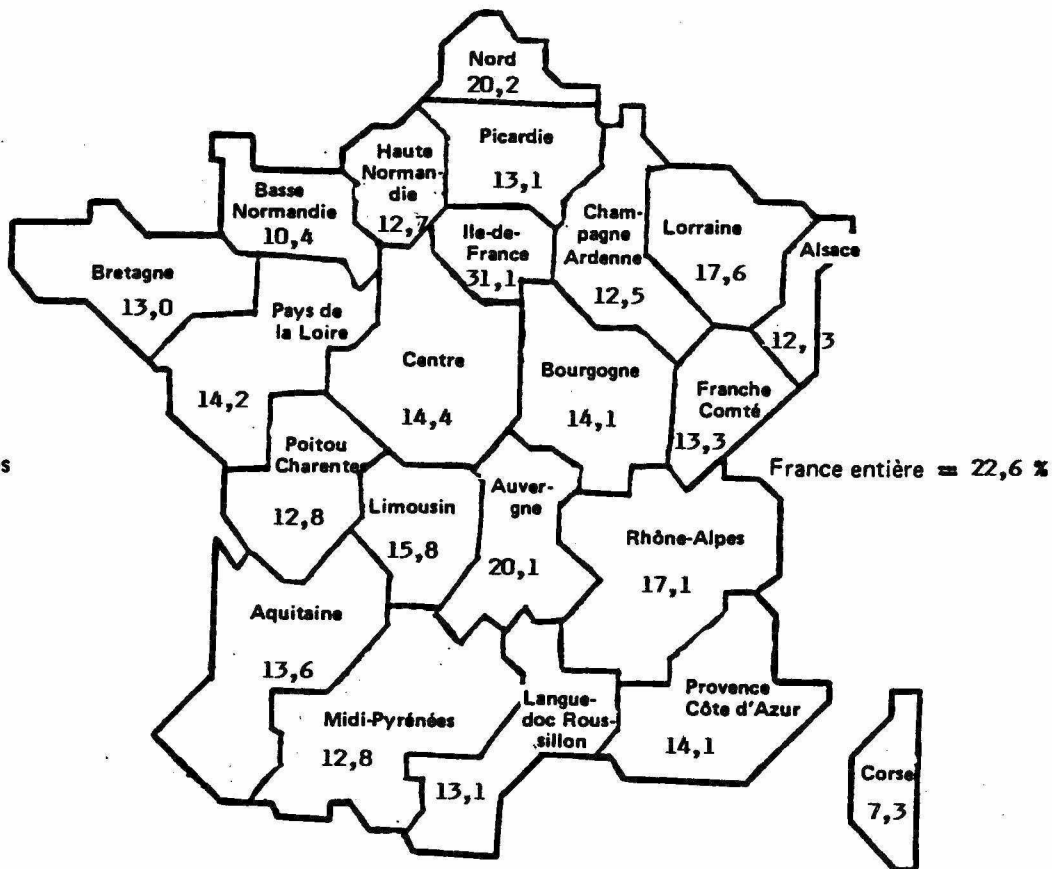 Nord
20,2
Picardie
13,1
Haute
Norman-
die
12,7
Basse
Normandie
10,4
Ile-de-
France
31,1
Cham-
pagne
Ardenne
12,5
Lorraine
17,6
Alsace
12,3
Bretagne
13,0
Pays de
la Loire
14,2
Centre
14,4
Bourgogne
14,1
Franche
Comté
13,3
s
France entière = 22,6 %
Poitou
Charentes
12,8
Limousin
15,8
Auver-
gne
20,1
Rhône-Alpes
17,1
Aquitaine
13,6
Midi-Pyrénées
12,8
Langue-
doc Rous-
sillon
13,1
Provence
Côte d'Azur
14,1
Corse
7,3